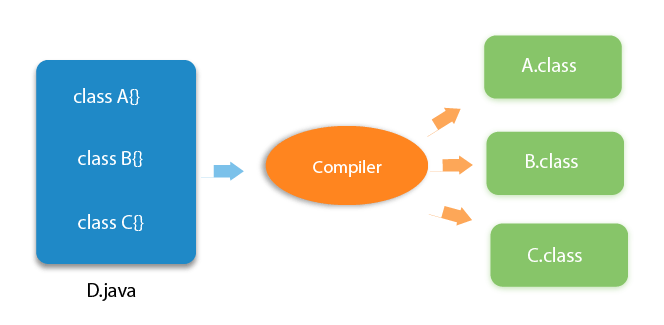 class A{}
class B{}
class C{}
D.java
Compiler
A.class
B.class
C.class